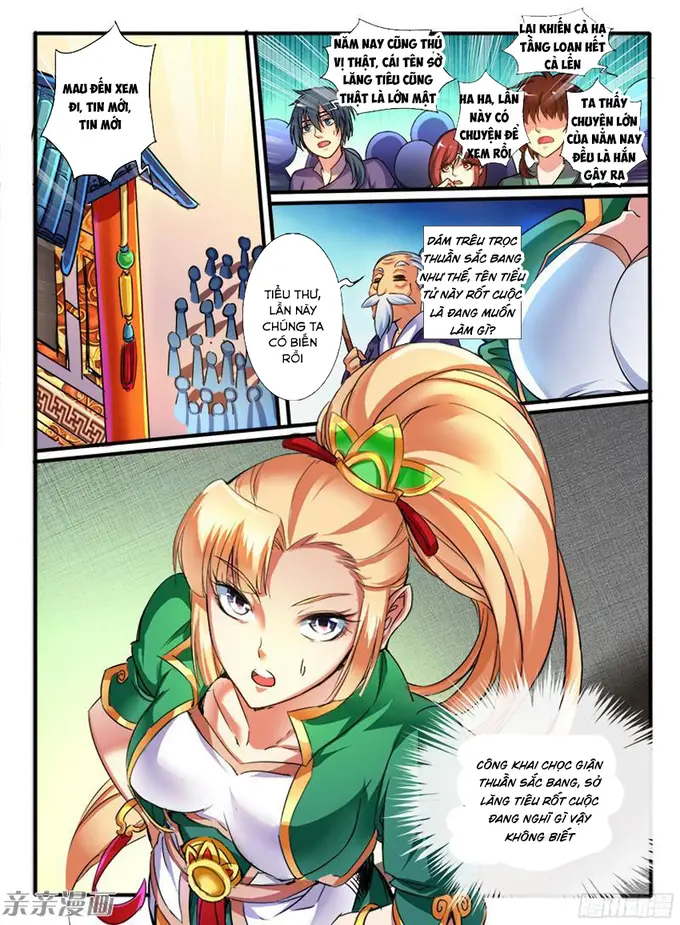 MAU ĐẾN XEM
ĐI, TIN MỚI,
TIN MỚI
NĂM NAY CŨNG THÚ
VỊ THẬT, CÁI TÊN SỞ
LĂNG TIÊU CŨNG
THẬT LÀ LỚN MẬT
LẠI KHIẾN CẢ HẠ
TẦNG LOẠN HẾT
CẢ LÊN
HA HA, LẦN
NÀY CÓ
CHUYỆN ĐỂ
XEM RỒI
TA THẤY
CHUYỆN LỚN
CỦA NĂM NAY
ĐỀU LÀ HẮN
GÂY RA
TIỂU THƯ,
LẦN NÀY
CHÚNG TA
CÓ BIẾN
RỒI
DÁM TRÊU TRỌC
THUẦN SẮC BANG
NHƯ THẾ, TÊN TIỂU
TỬ NÀY RỐT CUỘC
LÀ ĐANG MUỐN
LÀM GÌ?
CÔNG KHAI CHỌC GIẬN
THUẦN SẮC BANG, SỞ
LĂNG TIÊU RỐT CUỘC
ĐANG NGHĨ GÌ VẬY
KHÔNG BIẾT
亲亲漫画